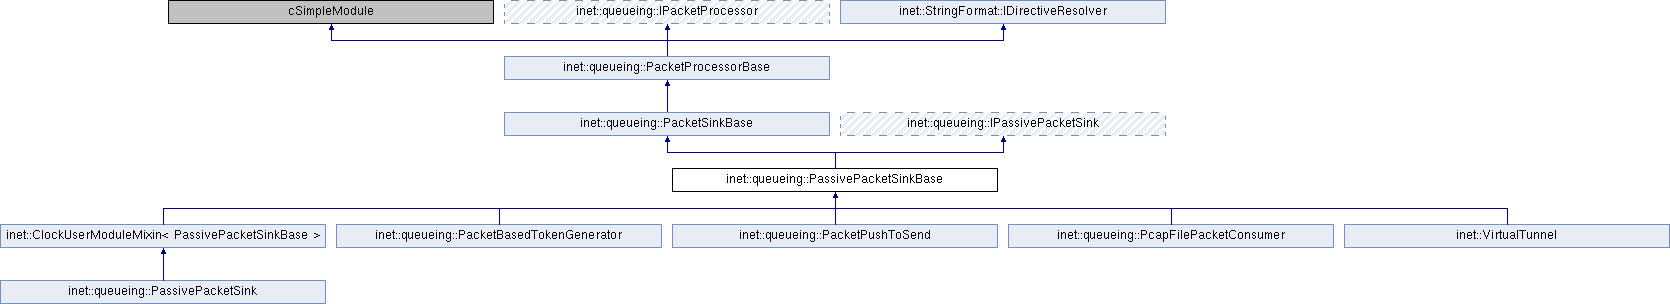 cSimpleModule
inet::queueing::IPacketProcessor
inet::StringFormat::IDirectiveResolver
inet::queueing::PacketProcessorBase
inet::queueing::PacketSinkBase
inet::queueing::IPassivePacketSink
inet::queueing::PassivePacketSinkBase
inet::ClockUserModuleMixin< PassivePacketSinkBase >
inet::queueing::PacketBasedTokenGenerator
inet::queueing::PacketPushToSend
inet::queueing::PcapFilePacketConsumer
inet::VirtualTunnel
inet::queueing::PassivePacketSink